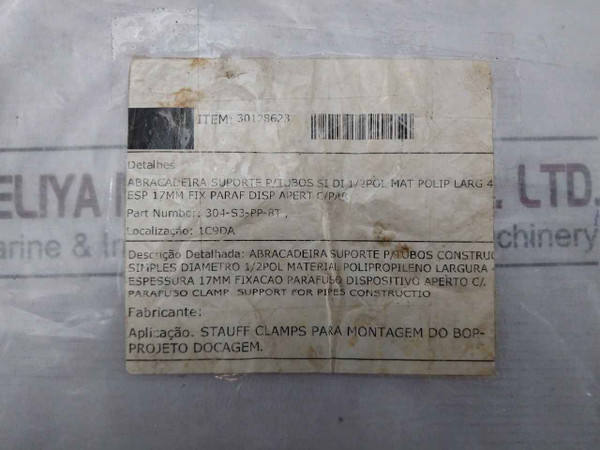 ITEM: 30128623
Detalhes
ABRACADEIRA SUPORTE P/TUBOS SI DI 1/2POL MAT POLIP LARG 4
ESP 17MM FIX PARAF DISP APERT C/PAR
Part Number: 304-S3-PP-8T ,
Localização: 1C9DA
Descrição Detalhada: ABRACADEIRA SUPORTE P/TUBOS CONSTRUC
SIMPLES DIAMETRO 1/2POL MATERIAL POLIPROPILENO LARGURA
ESPESSURA 17MM FIXACAO PARAFUSO DISPOSITIVO APERTO C/.
PARAFUSO CLAMP, SUPPORT FOR PIPES CONSTRUCTIO
Fabricante:
Aplicação. STAUFF CLAMPS PARA MONTAGEM DO BOP-
PROJETO DOCAGEM.
ELIYA LTD.
arine & chinery